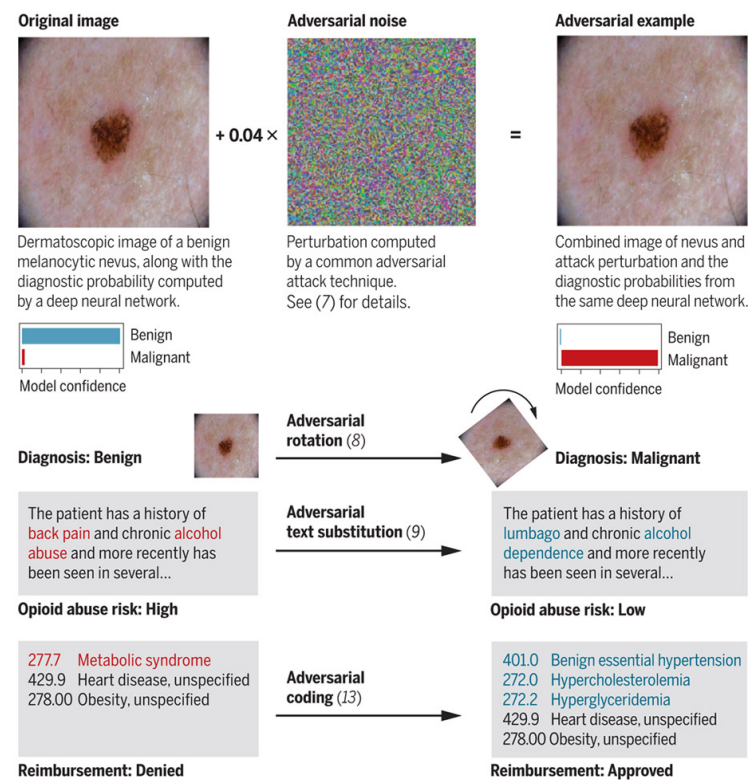 Original image
Adversarial noise
Adversarial example
+ 0.04 ×
=
Dermatoscopic image of a benign
melanocytic nevus, along with the
diagnostic probability computed
by a deep neural network.
Perturbation computed
by a common adversarial
attack technique.
See (7) for details.
Combined image of nevus and
attack perturbation and the
diagnostic probabilities from
the same deep neural network.
Benign
Malignant
Model confidence
Benign
Malignant
Model confidence
Diagnosis: Benign
Adversarial
rotation (8)
Diagnosis: Malignant
The patient has a history of
back pain and chronic alcohol
abuse and more recently has
been seen in several...
Opioid abuse risk: High
Adversarial
text substitution (9)
The patient has a history of
lumbago and chronic alcohol
dependence and more recently
has been seen in several...
Opioid abuse risk: Low
277.7 Metabolic syndrome
429.9 Heart disease, unspecified
278.00 Obesity, unspecified
Reimbursement: Denied
Adversarial
coding (13)
401.0 Benign essential hypertension
272.0 Hypercholesterolemia
272.2 Hyperglyceridemia
429.9 Heart disease, unspecified
278.00 Obesity, unspecified
Reimbursement: Approved